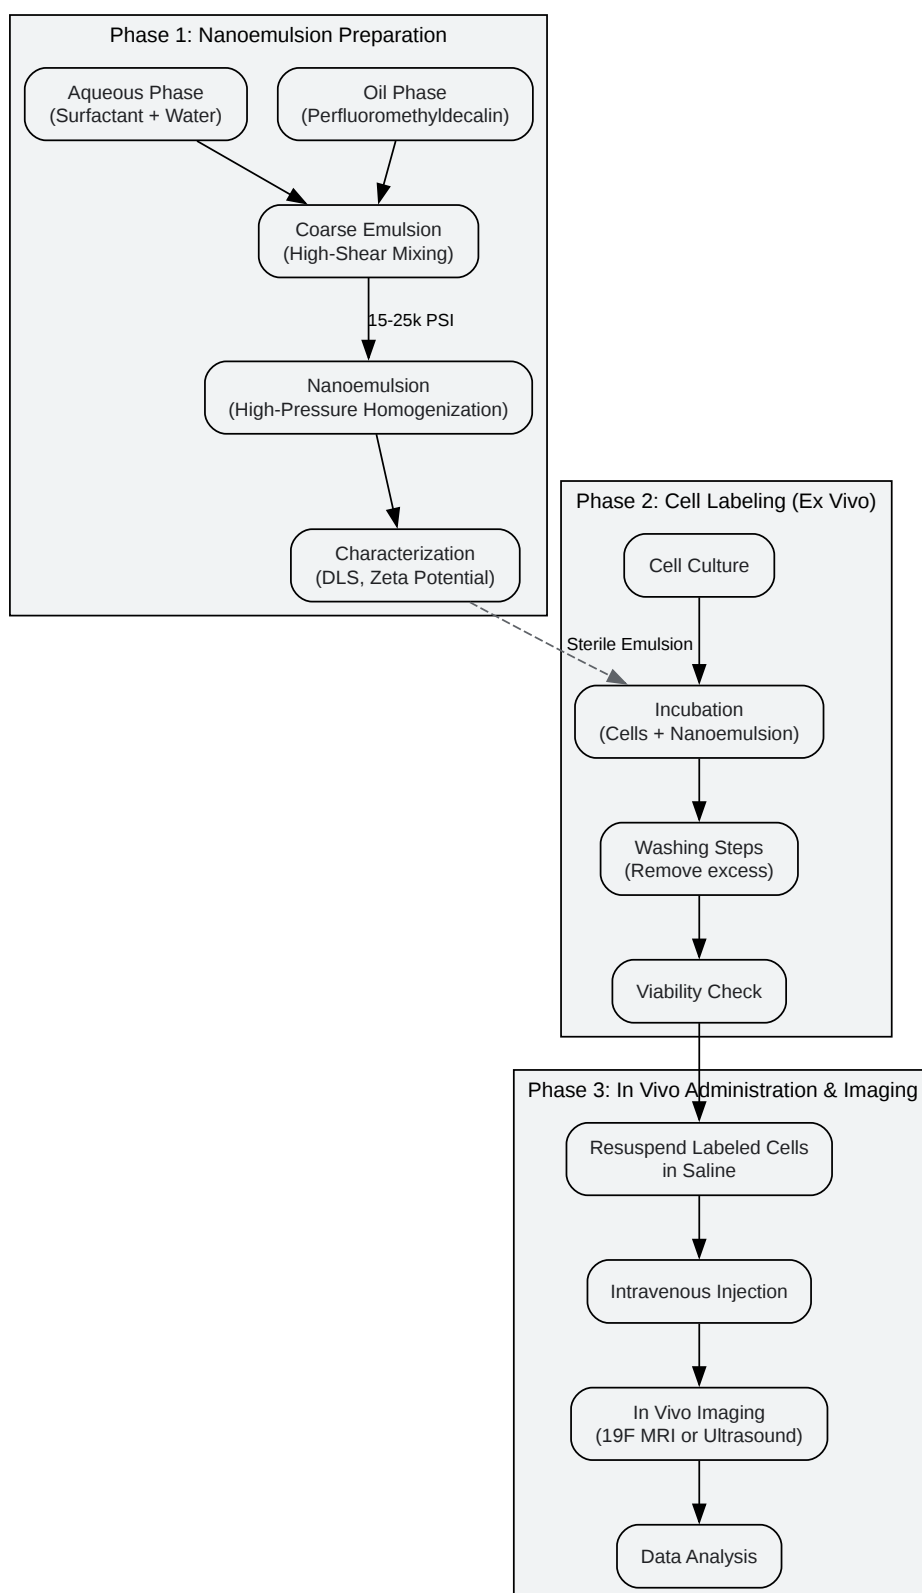 Phase 1: Nanoemulsion Preparation
Aqueous Phase
(Surfactant + Water)
Oil Phase
(Perfluoromethyldecalin)
Coarse Emulsion
(High-Shear Mixing)
15-25k PSI
Nanoemulsion
(High-Pressure Homogenization)
Characterization
(DLS, Zeta Potential)
Phase 2: Cell Labeling (Ex Vivo)
Cell Culture
Sterile Emulsion
Incubation
(Cells + Nanoemulsion)
Washing Steps
(Remove excess)
Viability Check
Phase 3: In Vivo Administration & Imaging
Resuspend Labeled Cells
in Saline
Intravenous Injection
In Vivo Imaging
(19F MRI or Ultrasound)
Data Analysis